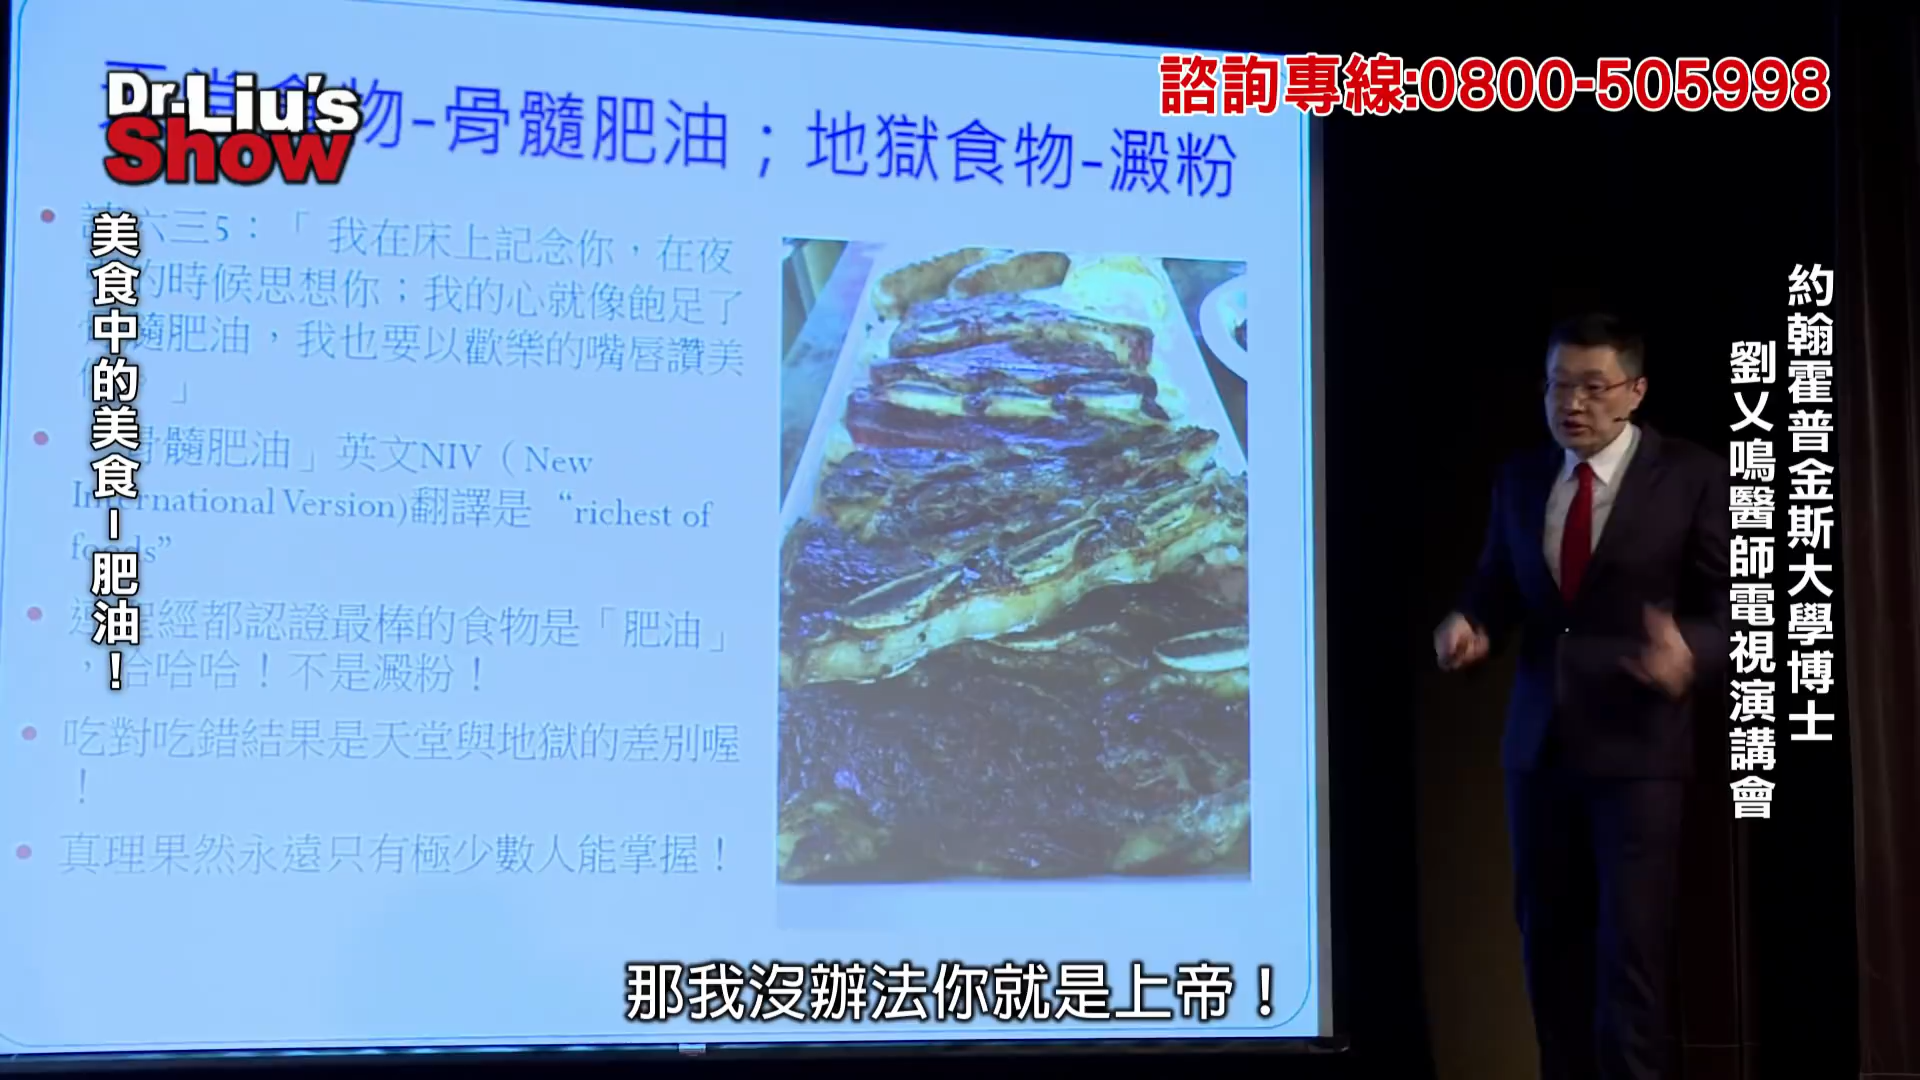 Dr.Liu's
Show
諮詢專線:0800-505998
食物-骨髓肥油；地獄食物-澱粉
六三5：「我在床上記念你，在夜
的時候思想你；我的心就像飽足了
髓肥油，我也要以歡樂的嘴唇讚美
」
骨髓肥油」英文NIV（New
International Version)翻譯是 “richest of
foods”
聖經都認證最棒的食物是「肥油」
，哈哈哈！不是澱粉！
吃對吃錯結果是天堂與地獄的差別喔
！
真理果然永遠只有極少數人能掌握！
美食中的美食-肥油！
約翰霍普金斯大學博士
劉乂鳴醫師電視演講會
那我沒辦法你就是上帝！